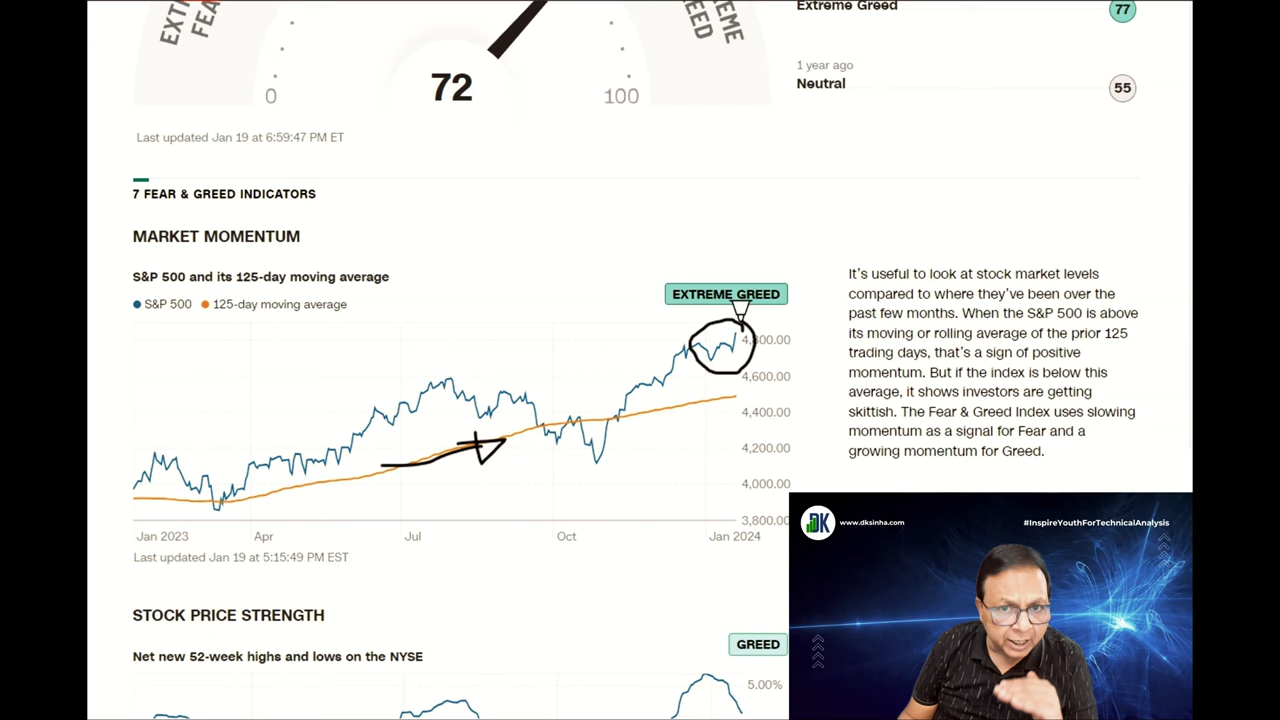 EXTREME FEAR
EXTREME GREED
0
72
100
Extreme Greed
77
1 year ago
Neutral
55
Last updated Jan 19 at 6:59:47 PM ET
7 FEAR & GREED INDICATORS
MARKET MOMENTUM
S&P 500 and its 125-day moving average
S&P 500
125-day moving average
EXTREME GREED
4,800.00
4,600.00
4,400.00
4,200.00
4,000.00
3,800.00
Jan 2023
Apr
Jul
Oct
Jan 2024
Last updated Jan 19 at 5:15:49 PM EST
It's useful to look at stock market levels
compared to where they've been over the
past few months. When the S&P 500 is above
its moving or rolling average of the prior 125
trading days, that's a sign of positive
momentum. But if the index is below this
average, it shows investors are getting
skittish. The Fear & Greed Index uses slowing
momentum as a signal for Fear and a
growing momentum for Greed.
STOCK PRICE STRENGTH
Net new 52-week highs and lows on the NYSE
GREED
5.00%
DK
www.dksinha.com
#InspireYouthForTechnicalAnalysis